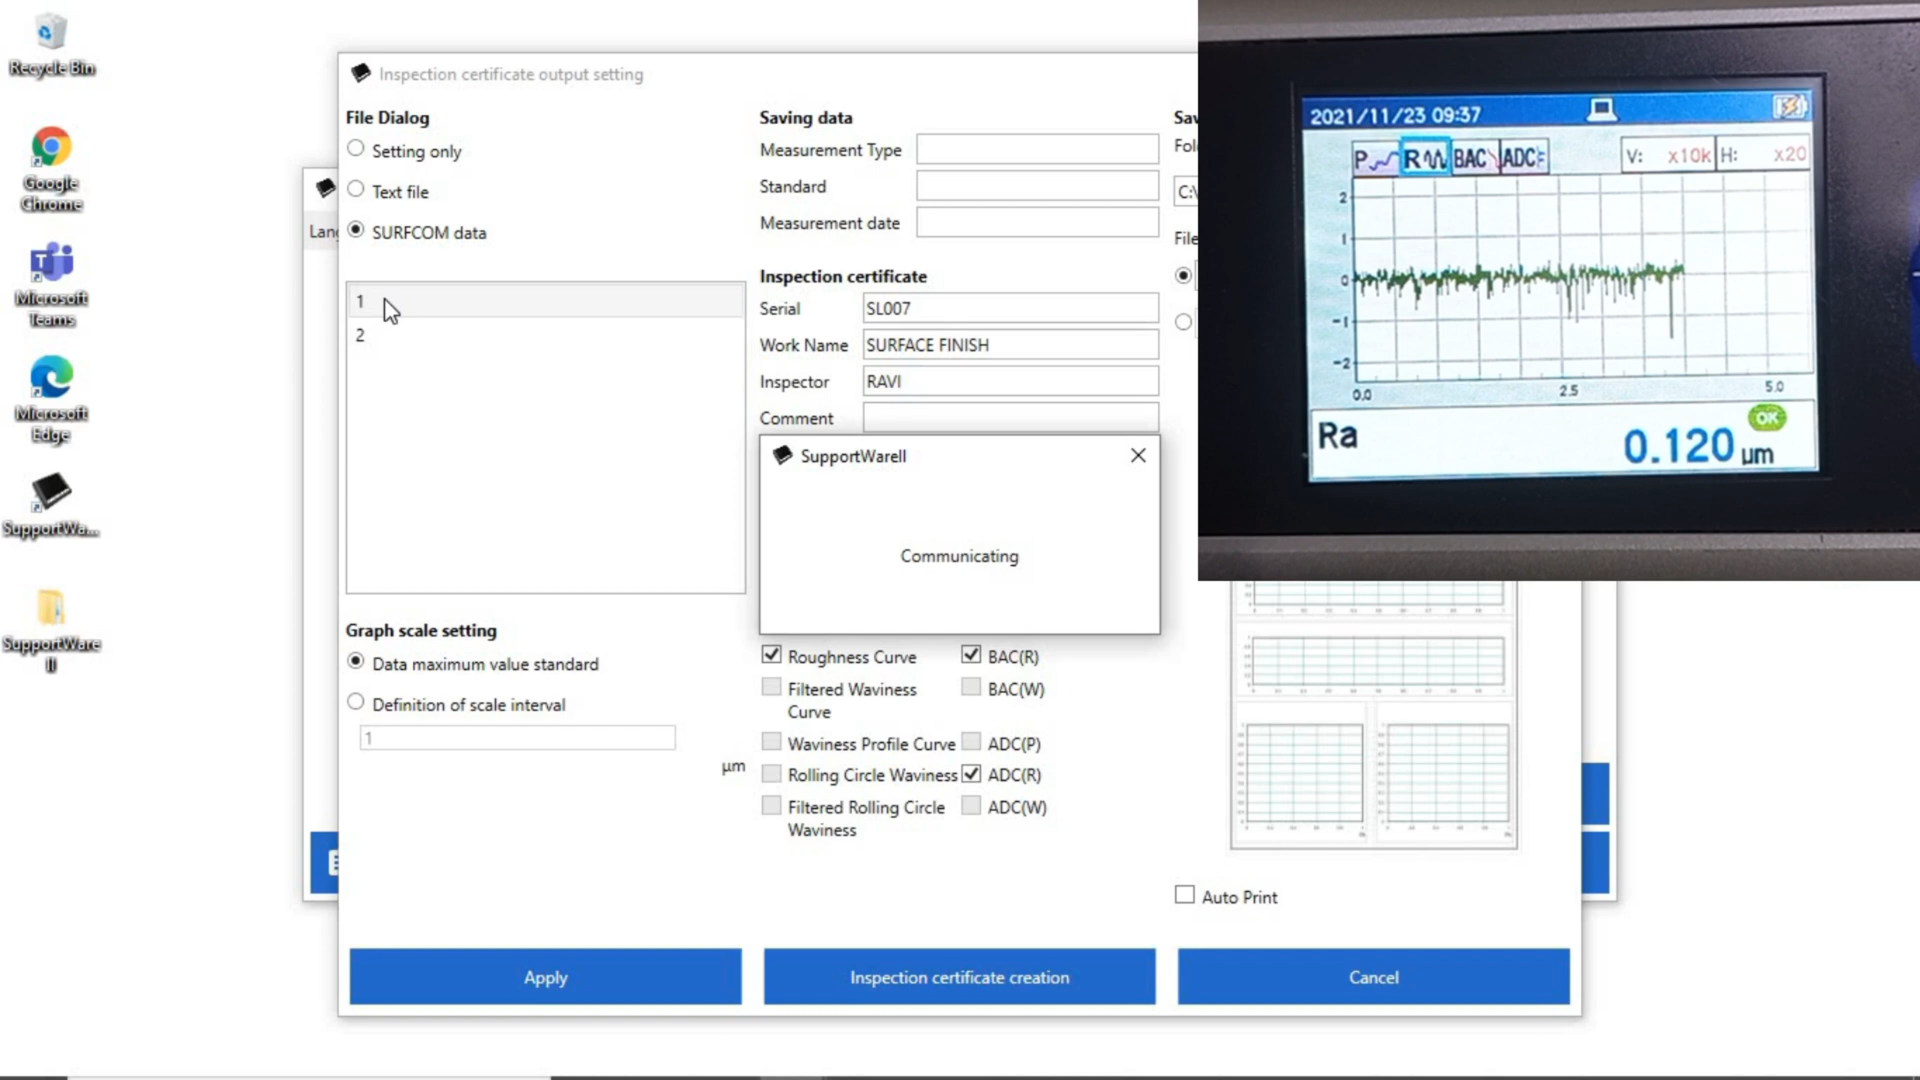 Recycle Bin
Google
Chrome
Microsoft
Teams
Microsoft
Edge
SupportWa...
SupportWare
II
Lang
Inspection certificate output setting
File Dialog
Setting only
Text file
SURFCOM data
1
2
Graph scale setting
Data maximum value standard
Definition of scale interval
1
µm
Saving data
Measurement Type
Standard
Measurement date
Inspection certificate
Serial SL007
Work Name SURFACE FINISH
Inspector RAVI
Comment
SupportWareII
Communicating
Roughness Curve BAC(R)
Filtered Waviness BAC(W)
Curve
Waviness Profile Curve ADC(P)
Rolling Circle Waviness ADC(R)
Filtered Rolling Circle ADC(W)
Waviness
Sav
Fol
C:\
File
Auto Print
Apply
Inspection certificate creation
Cancel
2021/11/23 09:37
P R BAC ADC V: x10k H: x20
2
1
0
-1
-2
0.0 2.5 5.0
OK
Ra 0.120 µm